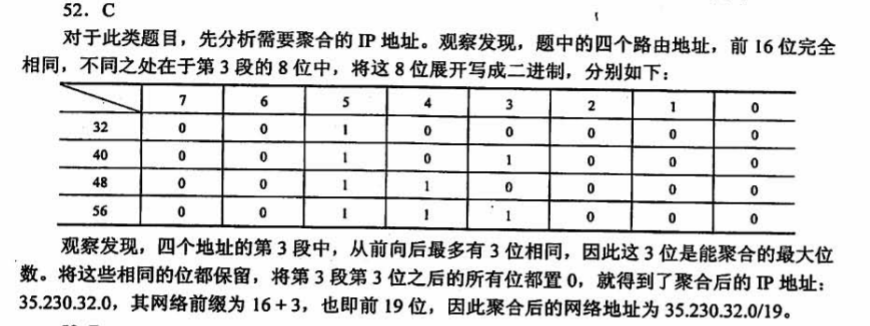 52．C
对于此类题目，先分析需要聚合的 IP 地址。观察发现，题中的四个路由地址，前 16 位完全
相同，不同之处在于第 3 段的 8 位中，将这 8 位展开写成二进制，分别如下：
7 6 5 4 3 2 1 0
32 0 0 1 0 0 0 0 0
40 0 0 1 0 1 0 0 0
48 0 0 1 1 0 0 0 0
56 0 0 1 1 1 0 0 0
观察发现，四个地址的第 3 段中，从前向后最多有 3 位相同，因此这 3 位是能聚合的最大位
数。将这些相同的位都保留，将第 3 段第 3 位之后的所有位都置 0，就得到了聚合后的 IP 地址：
35.230.32.0，其网络前缀为 16 + 3，也即前 19 位，因此聚合后的网络地址为 35.230.32.0/19。